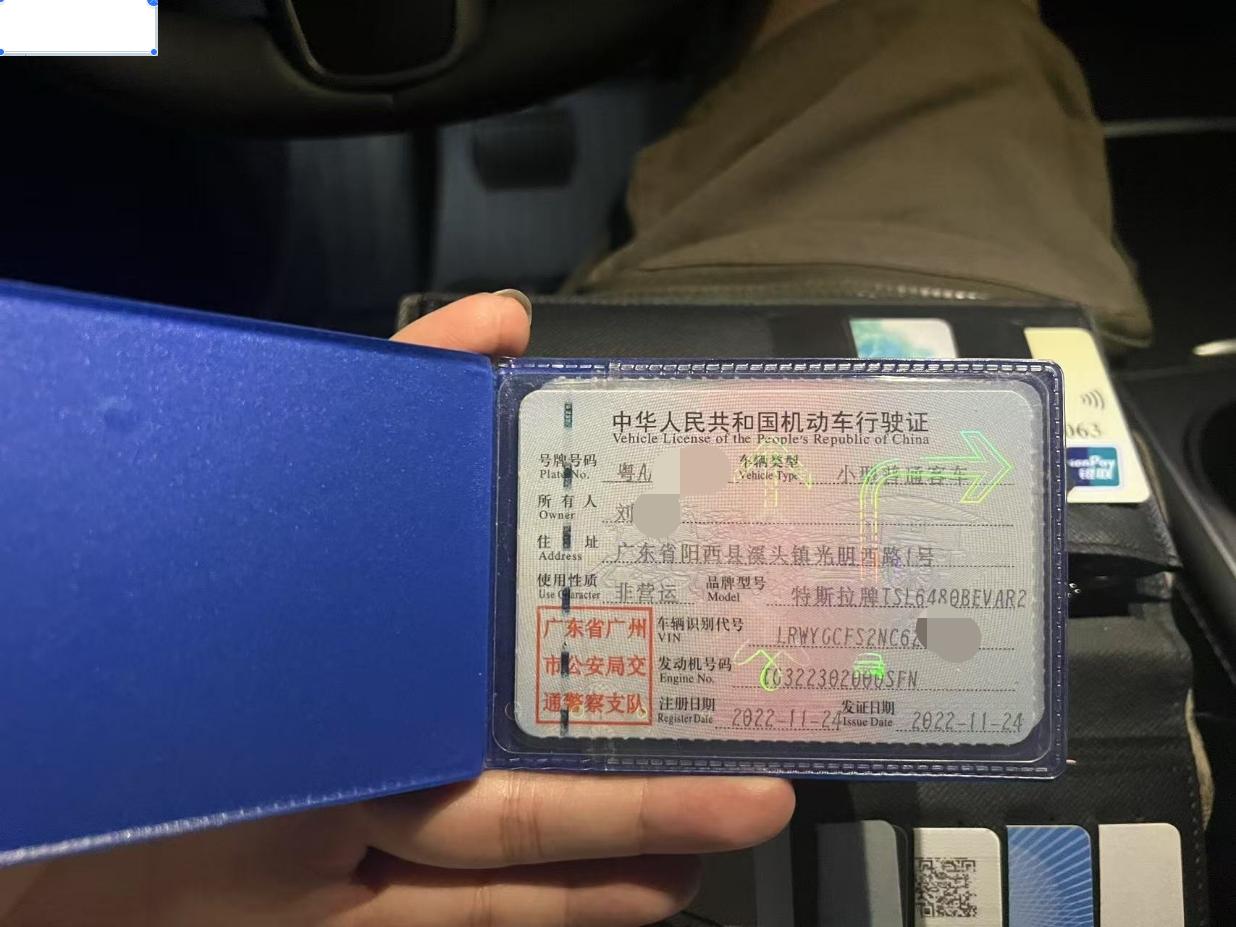 中华人民共和国机动车行驶证
Vehicle License of the People's Republic of China
号牌号码 粤A 车辆类型 小型普通客车
Plate No. Vehicle Type
所有人 刘
Owner
住址 广东省阳西县溪头镇光明西路1号
Address
使用性质 非营运 品牌型号 特斯拉牌TSL6480BEVAR2
Use Character Model
广东省广州
市公安局交
通警察支队
车辆识别代号 LRWYGCFS2NC6
VIN
发动机号码 TG322302000SFN
Engine No.
注册日期 2022-11-24 发证日期 2022-11-24
Register Date Issue Date
063
UnionPay
银联